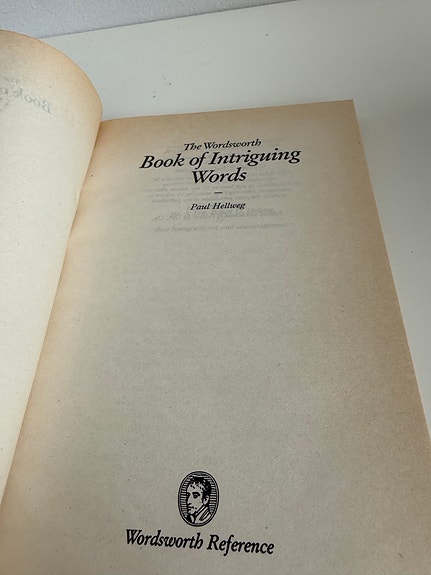 The Wordsworth
Book of Intriguing
Words
Paul Hellweg
Wordsworth Reference